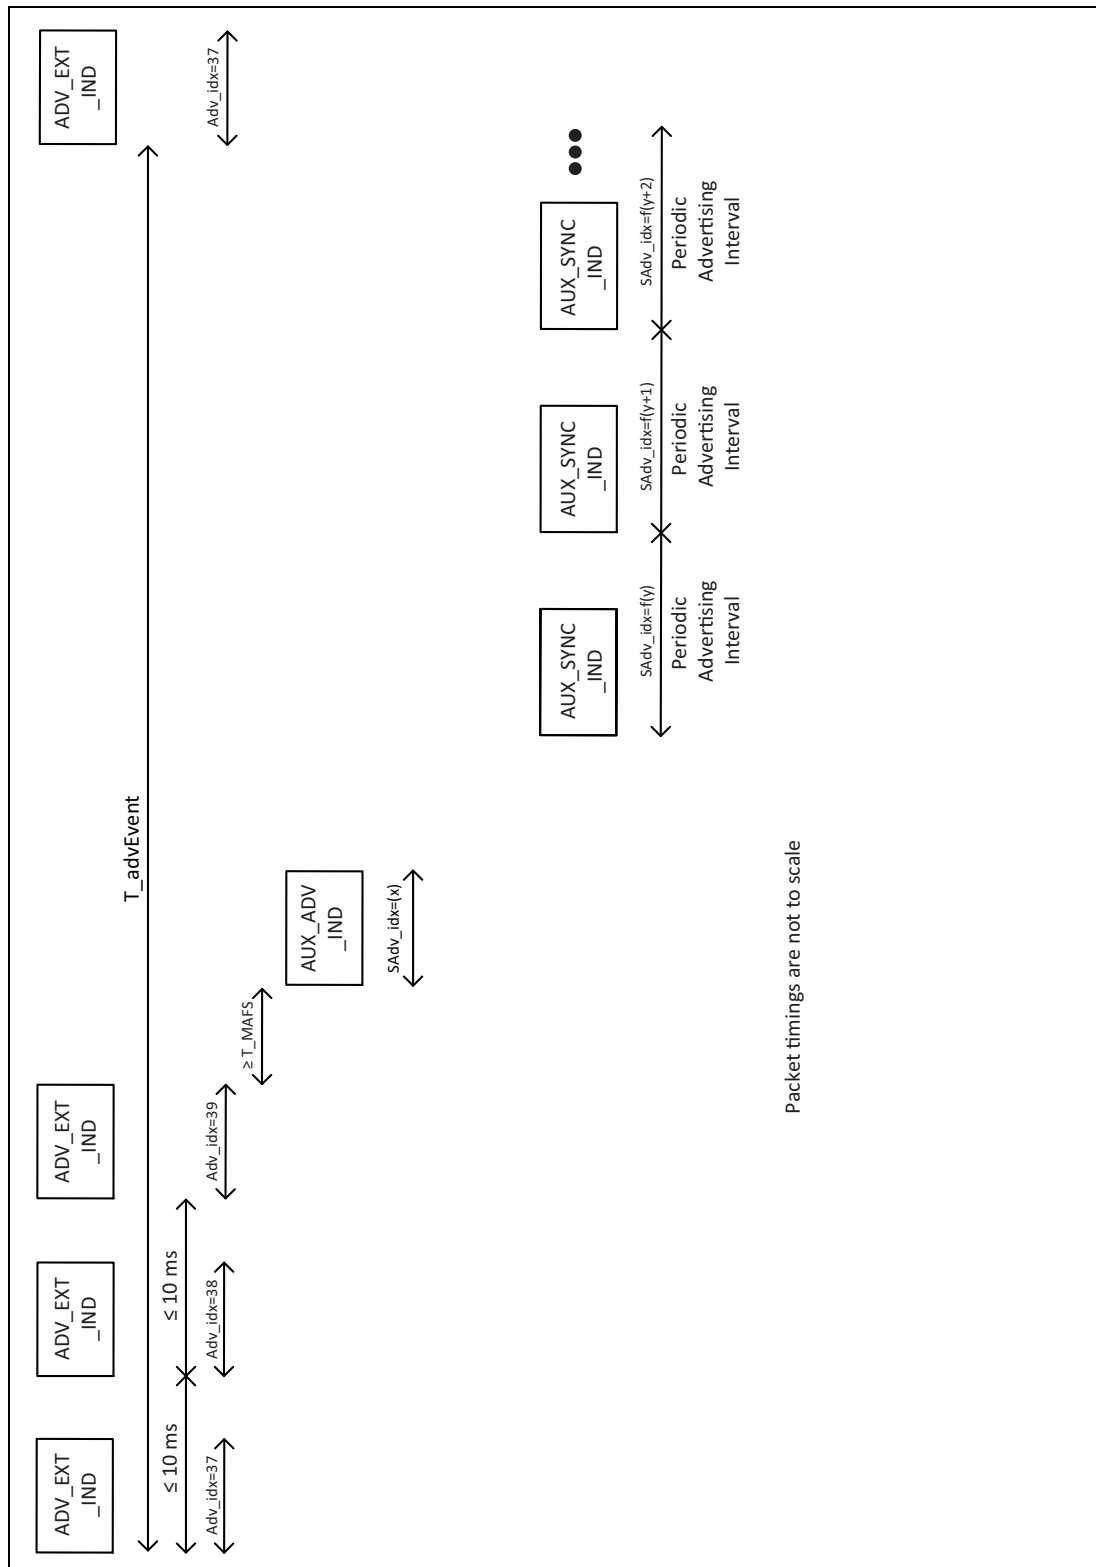 ADV_EXT
_IND
ADV_EXT
_IND
ADV_EXT
_IND
ADV_EXT
_IND
T_advEvent
≤ 10 ms
≤ 10 ms
Adv_idx=37
Adv_idx=38
Adv_idx=39
Adv_idx=37
≥ T_MAFS
AUX_ADV
_IND
SAdv_idx=(x)
AUX_SYNC
_IND
AUX_SYNC
_IND
AUX_SYNC
_IND
SAdv_idx=f(y)
Periodic
Advertising
Interval
SAdv_idx=f(y+1)
Periodic
Advertising
Interval
SAdv_idx=f(y+2)
Periodic
Advertising
Interval
Packet timings are not to scale